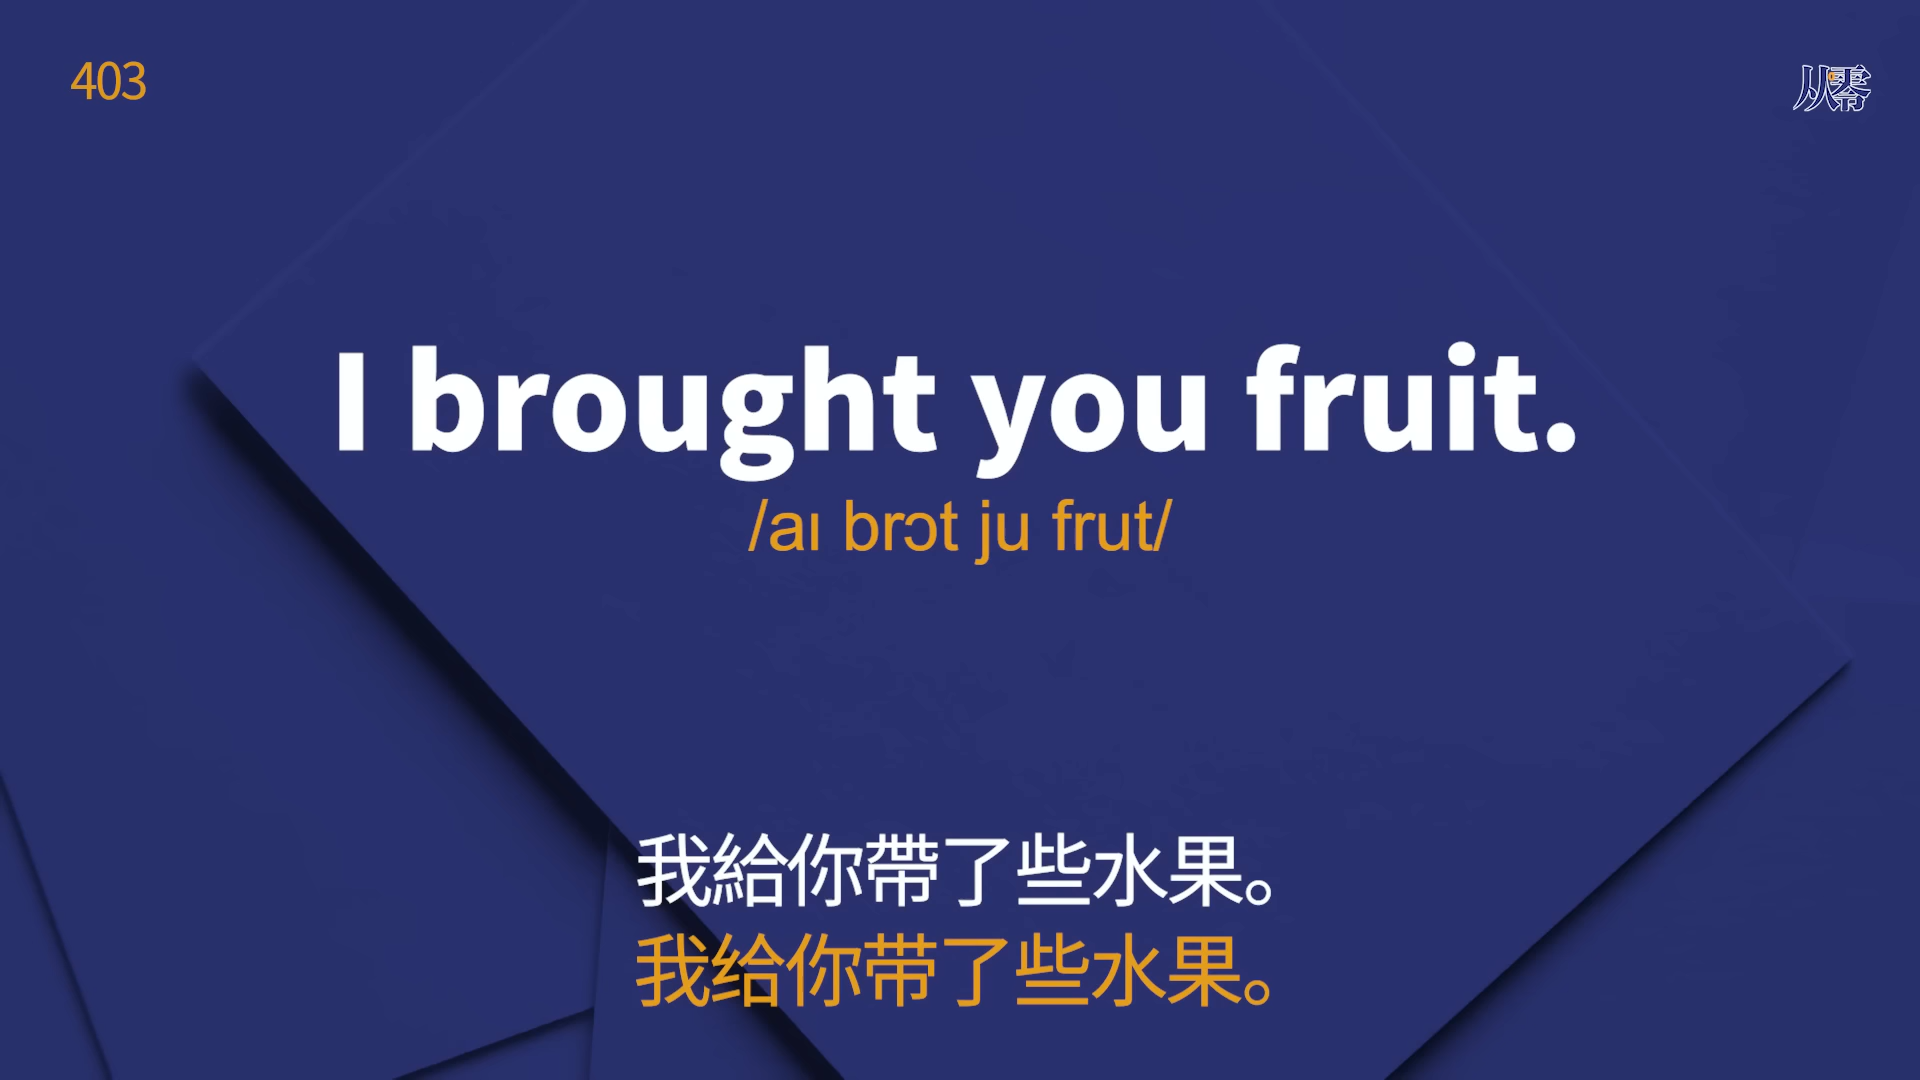 403
从零
I brought you fruit.
/aɪ brɔt ju frut/
我給你帶了些水果。
我给你带了些水果。